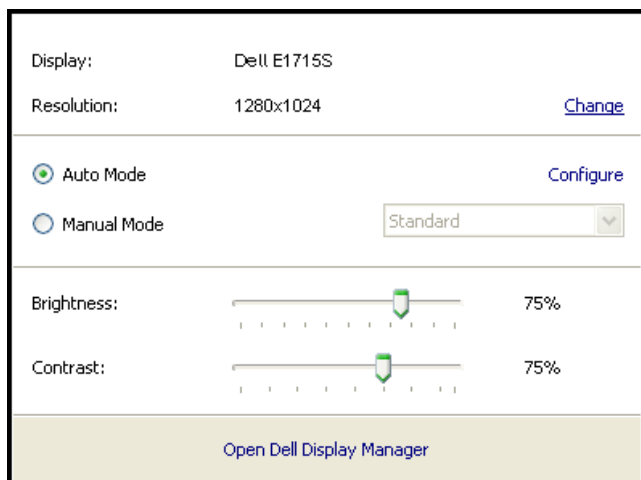 Display: Dell E1715S
Resolution: 1280x1024 Change
Auto Mode Configure
Manual Mode Standard
Brightness: 75%
Contrast: 75%
Open Dell Display Manager